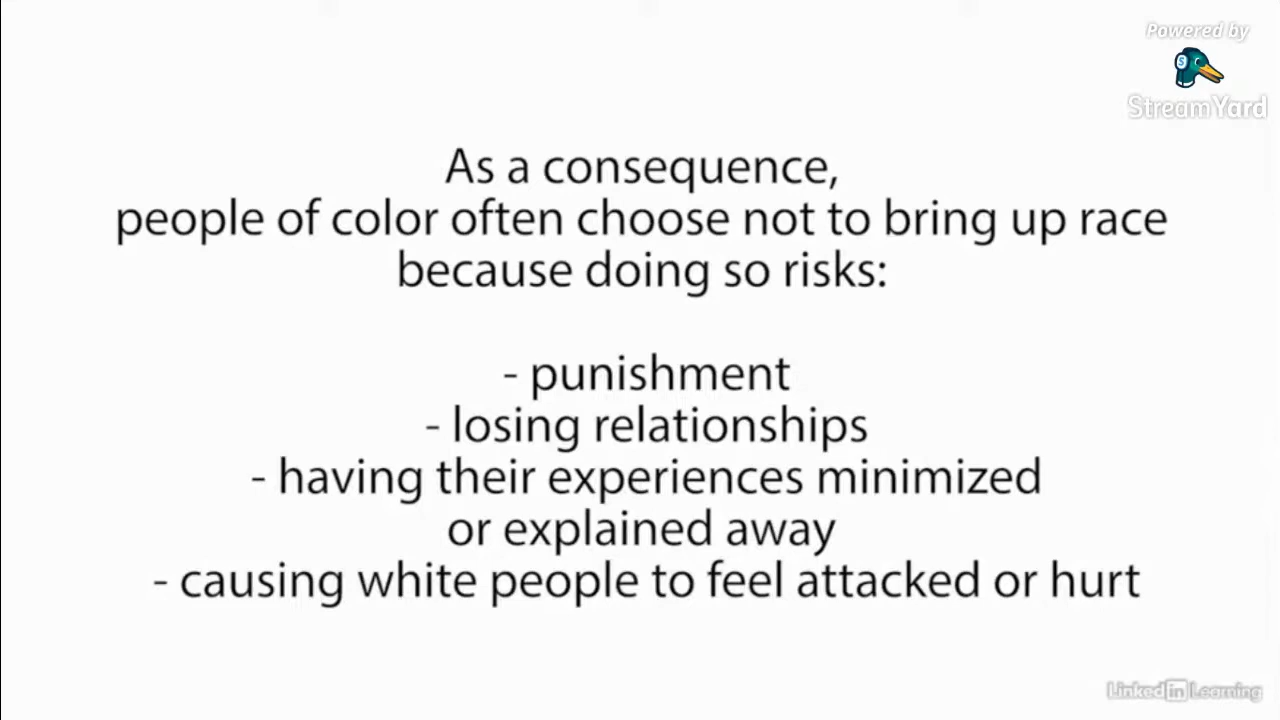 Powered by
StreamYard
As a consequence,
people of color often choose not to bring up race
because doing so risks:
- punishment
- losing relationships
- having their experiences minimized
or explained away
- causing white people to feel attacked or hurt
Linked in Learning